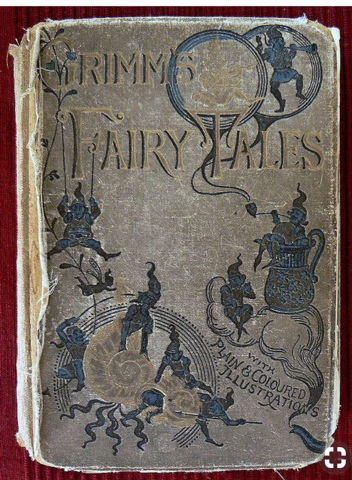 GRIMM'S
FAIRY TALES
WITH
PLAIN & COLOURED
ILLUSTRATIONS